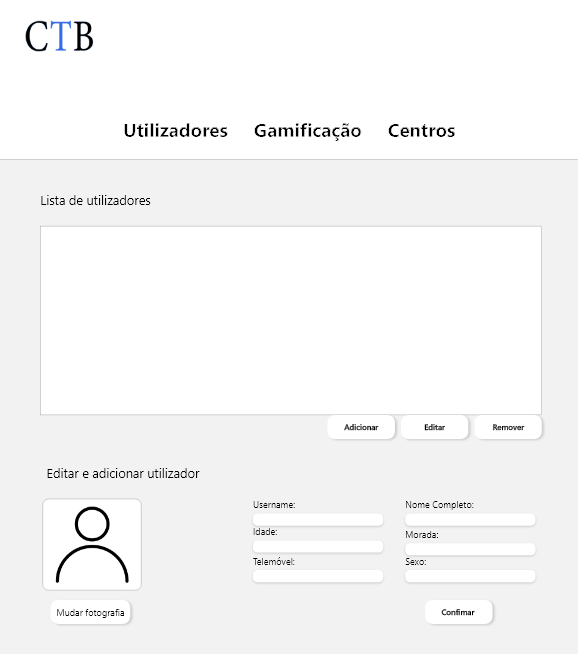 CTB
Utilizadores Gamificação Centros
Lista de utilizadores
Adicionar Editar Remover
Editar e adicionar utilizador
Username: Nome Completo:
Idade: Morada:
Telemóvel: Sexo:
Mudar fotografia Confimar